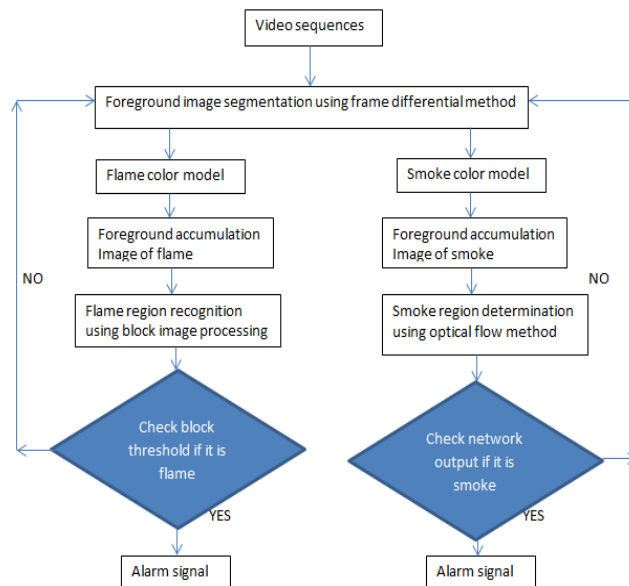 Video sequences
Foreground image segmentation using frame differential method
Flame color model
Smoke color model
Foreground accumulation
Image of flame
Foreground accumulation
Image of smoke
NO
NO
Flame region recognition
using block image processing
Smoke region determination
using optical flow method
Check block
threshold if it is
flame
Check network
output if it is
smoke
YES
YES
Alarm signal
Alarm signal